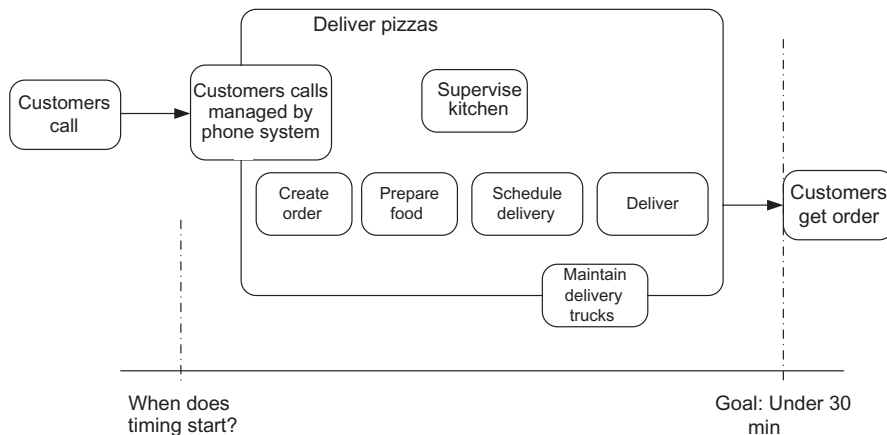 Deliver pizzas
Customers
call
Customers calls
managed by
phone system
Supervise
kitchen
Create
order
Prepare
food
Schedule
delivery
Deliver
Customers
get order
Maintain
delivery
trucks
When does
timing start?
Goal: Under 30
min